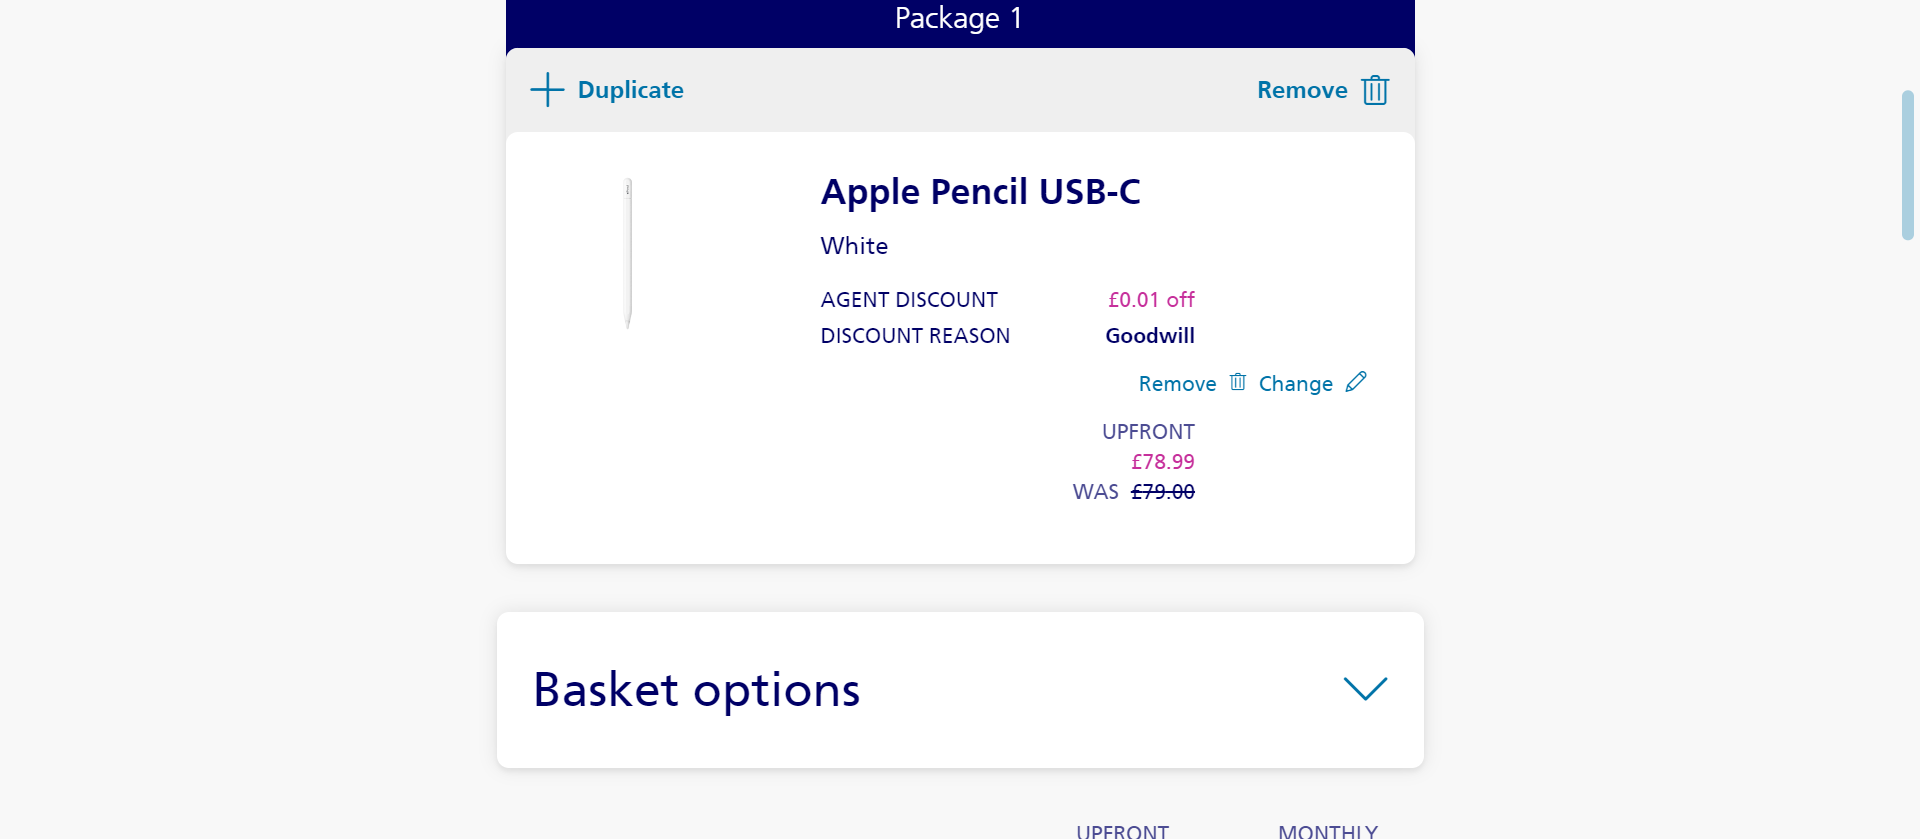 Package 1
Duplicate
Remove
Apple Pencil USB-C
White
AGENT DISCOUNT £0.01 off
DISCOUNT REASON Goodwill
Remove Change
UPFRONT
£78.99
WAS £79.00
Basket options
UPFRONT MONTHLY